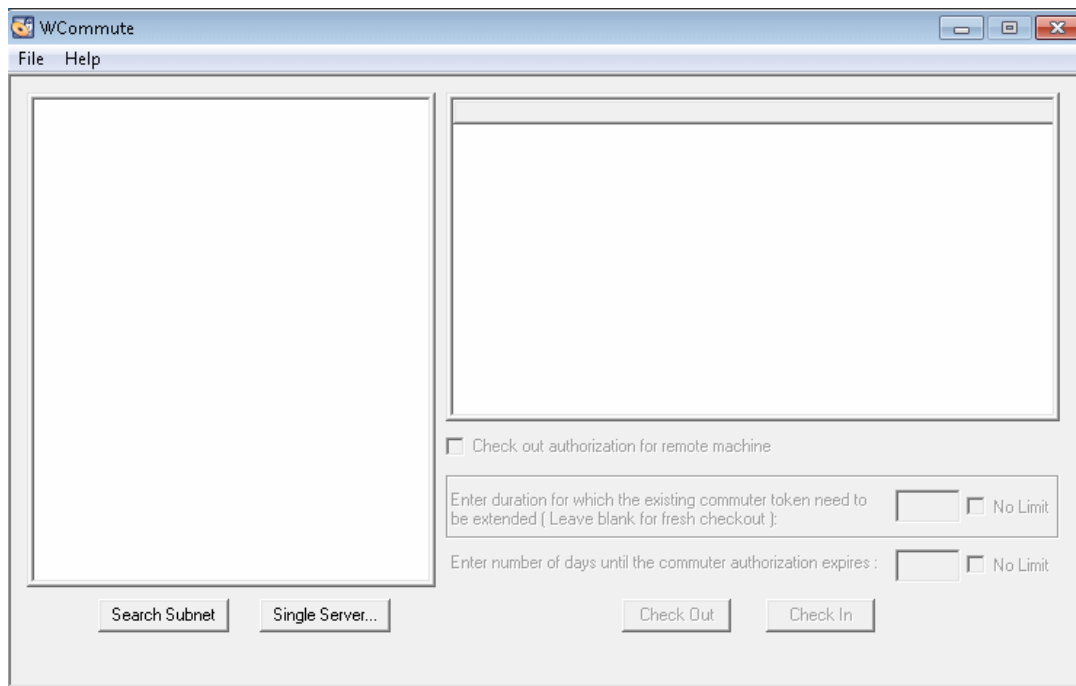 WCommute
File Help
Check out authorization for remote machine
Enter duration for which the existing commuter token need to
be extended ( Leave blank for fresh checkout ):
No Limit
Enter number of days until the commuter authorization expires :
No Limit
Search Subnet
Single Server...
Check Out
Check In